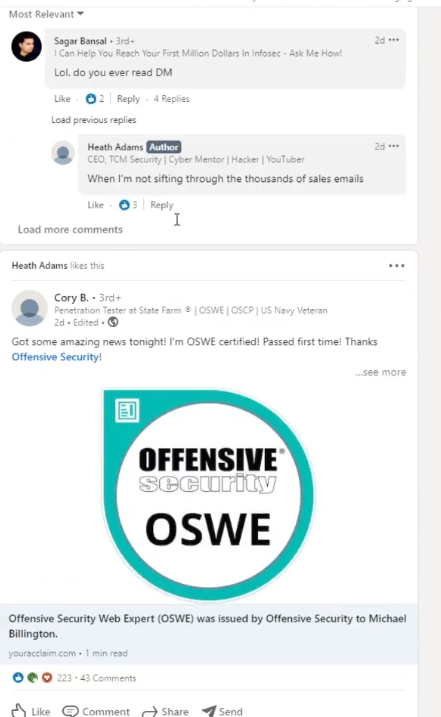 Most Relevant
Sagar Bansal • 3rd+ 2d
I Can Help You Reach Your First Million Dollars In Infosec - Ask Me How!
Lol. do you ever read DM
Like · 2 | Reply · 4 Replies
Load previous replies
Heath Adams Author 2d
CEO, TCM Security | Cyber Mentor | Hacker | YouTuber
When I'm not sifting through the thousands of sales emails
Like · 3 | Reply
Load more comments
Heath Adams likes this
Cory B. • 3rd+
Penetration Tester at State Farm ® | OSWE | OSCP | US Navy Veteran
2d • Edited •
Got some amazing news tonight! I'm OSWE certified! Passed first time! Thanks
Offensive Security!
...see more
OFFENSIVE®
security
OSWE
Offensive Security Web Expert (OSWE) was issued by Offensive Security to Michael
Billington.
youracclaim.com • 1 min read
223 · 43 Comments
Like Comment Share Send